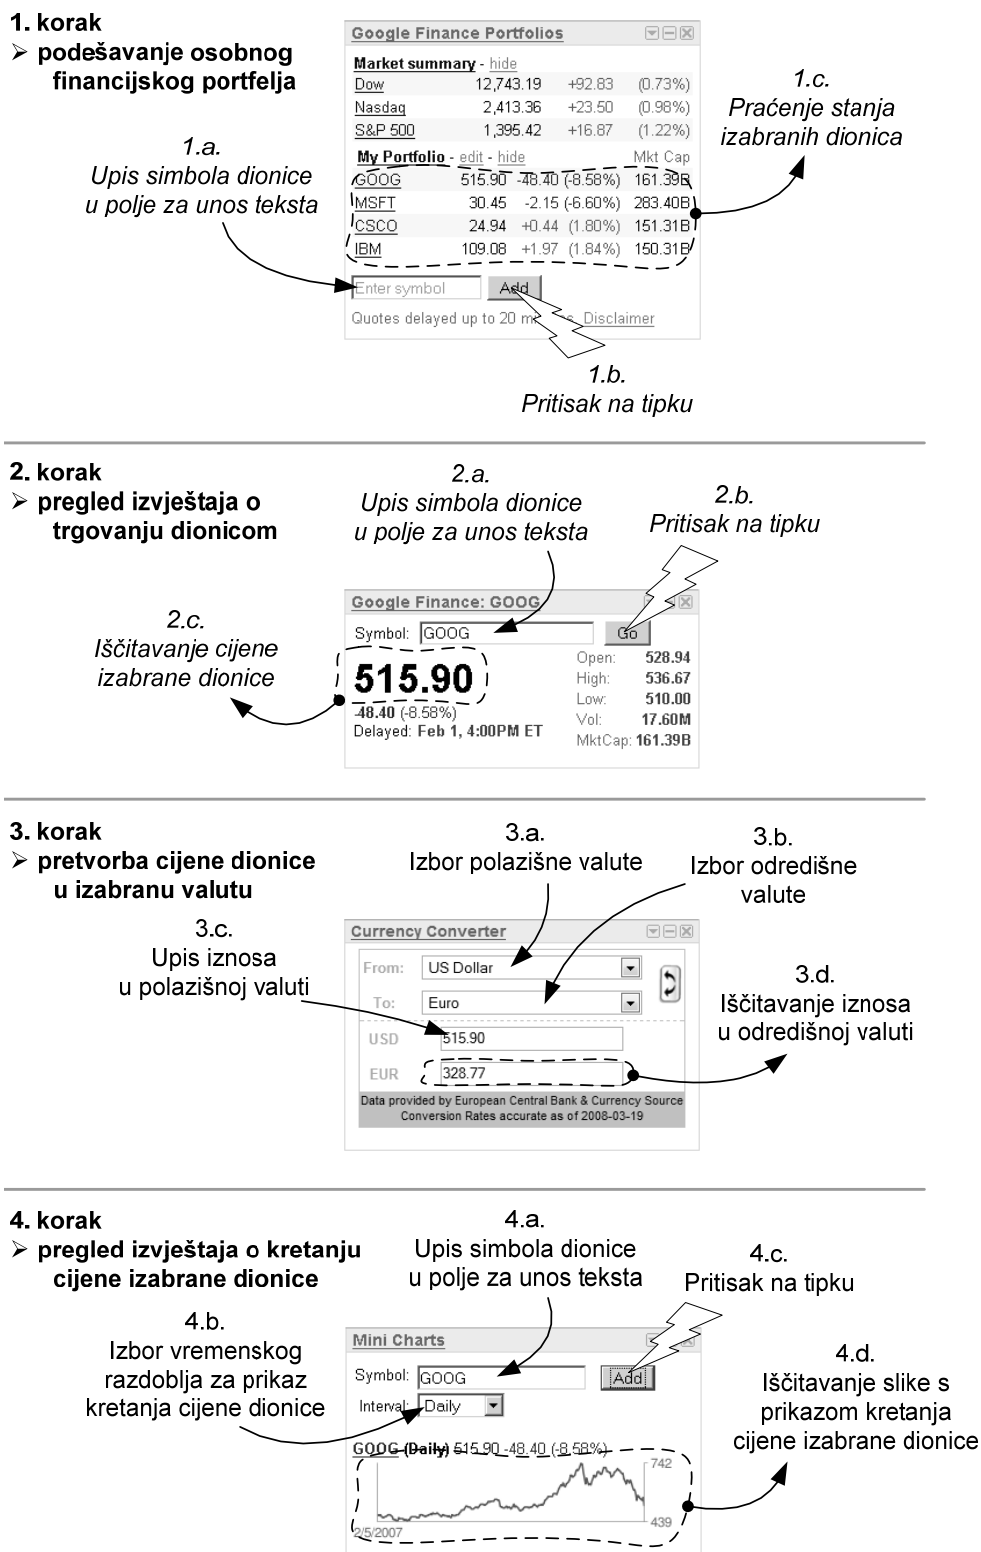 1. korak
➢ podešavanje osobnog
financijskog portfelja
1.a.
Upis simbola dionice
u polje za unos teksta
Google Finance Portfolios
Market summary - hide
Dow 12,743.19 +92.83 (0.73%)
Nasdaq 2,413.36 +23.50 (0.98%)
S&P 500 1,395.42 +16.87 (1.22%)
My Portfolio - edit - hide Mkt Cap
GOOG 515.90 -48.40 (-8.58%) 161.39B
MSFT 30.45 -2.15 (-6.60%) 283.40B
CSCO 24.94 +0.44 (1.80%) 151.31B
IBM 109.08 +1.97 (1.84%) 150.31B
Enter symbol Add
Quotes delayed up to 20 Disclaimer
1.c.
Praćenje stanja
izabranih dionica
1.b.
Pritisak na tipku
2. korak
➢ pregled izvještaja o
trgovanju dionicom
2.a.
Upis simbola dionice
u polje za unos teksta
2.b.
Pritisak na tipku
2.c.
Iščitavanje cijene
izabrane dionice
Google Finance: GOOG
Symbol: GOOG Go
515.90
-48.40 (-8.58%)
Delayed: Feb 1, 4:00PM ET
Open: 528.94
High: 536.67
Low: 510.00
Vol: 17.60M
MktCap: 161.39B
3. korak
➢ pretvorba cijene dionice
u izabranu valutu
3.a.
Izbor polazišne valute
3.b.
Izbor odredišne
valute
3.c.
Upis iznosa
u polazišnoj valuti
Currency Converter
From: US Dollar
To: Euro
USD 515.90
EUR 328.77
Data provided by European Central Bank & Currency Source
Conversion Rates accurate as of 2008-03-19
3.d.
Iščitavanje iznosa
u odredišnoj valuti
4. korak
➢ pregled izvještaja o kretanju
cijene izabrane dionice
4.a.
Upis simbola dionice
u polje za unos teksta
4.c.
Pritisak na tipku
4.b.
Izbor vremenskog
razdoblja za prikaz
kretanja cijene dionice
Mini Charts
Symbol: GOOG Add
Interval: Daily
GOOG (Daily) 515.90 -48.40 (-8.58%)
742
439
2/5/2007
4.d.
Iščitavanje slike s
prikazom kretanja
cijene izabrane dionice